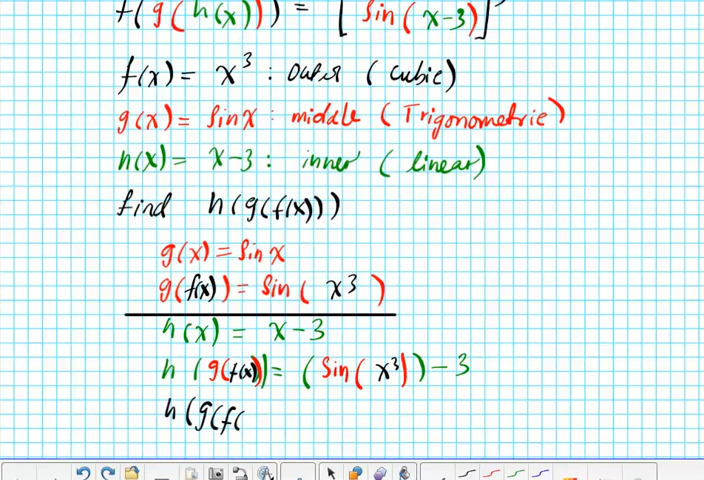 f(g(h(x))) = [sin(x-3)]³
f(x) = x³ : outer (cubic)
g(x) = sin x : middle (Trigonometric)
h(x) = x-3 : inner (linear)
find h(g(f(x)))
g(x) = sin x
g(f(x)) = sin( x³ )
h(x) = x-3
h(g(f(x))) = (sin(x³)) - 3
h(g(f(